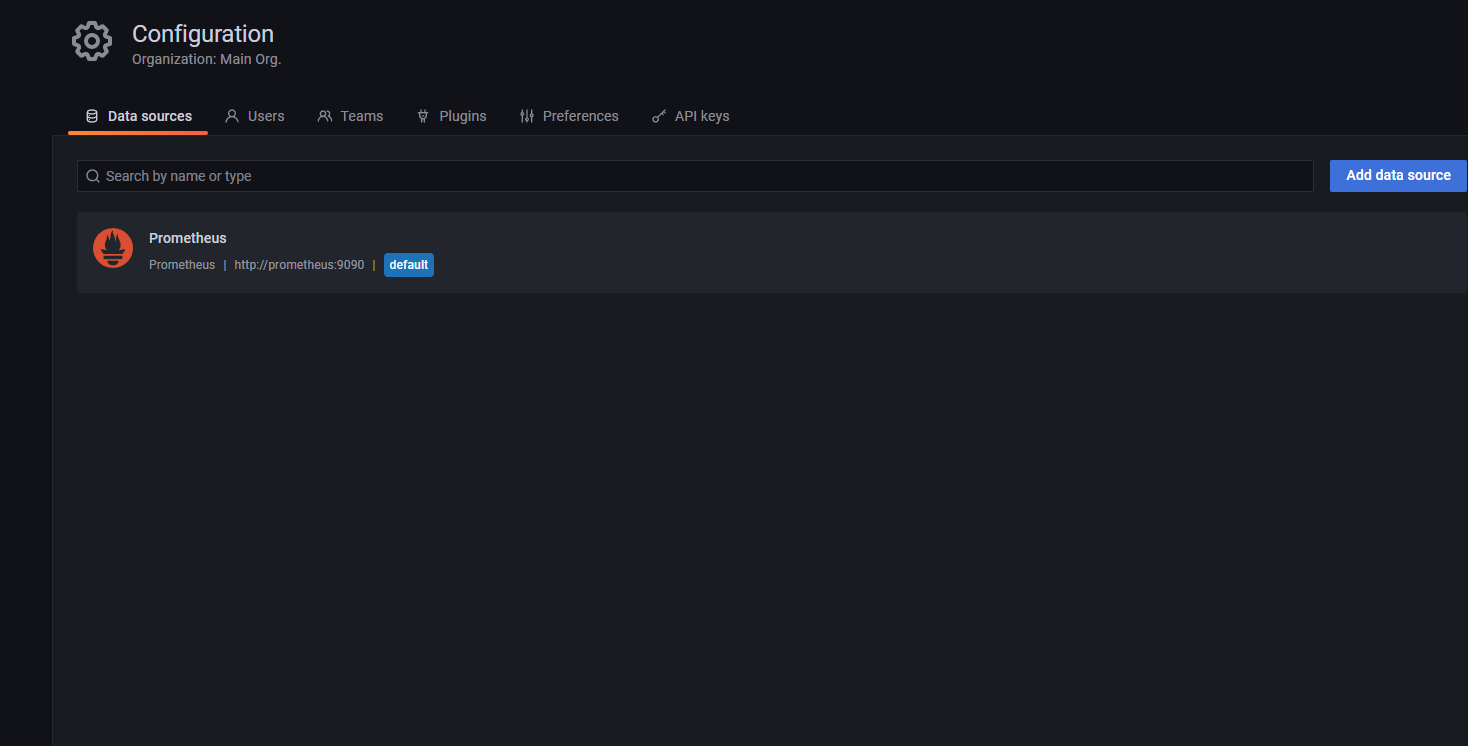 Configuration
Organization: Main Org.
Data sources Users Teams Plugins Preferences API keys
Search by name or type Add data source
Prometheus
Prometheus | http://prometheus:9090 | default